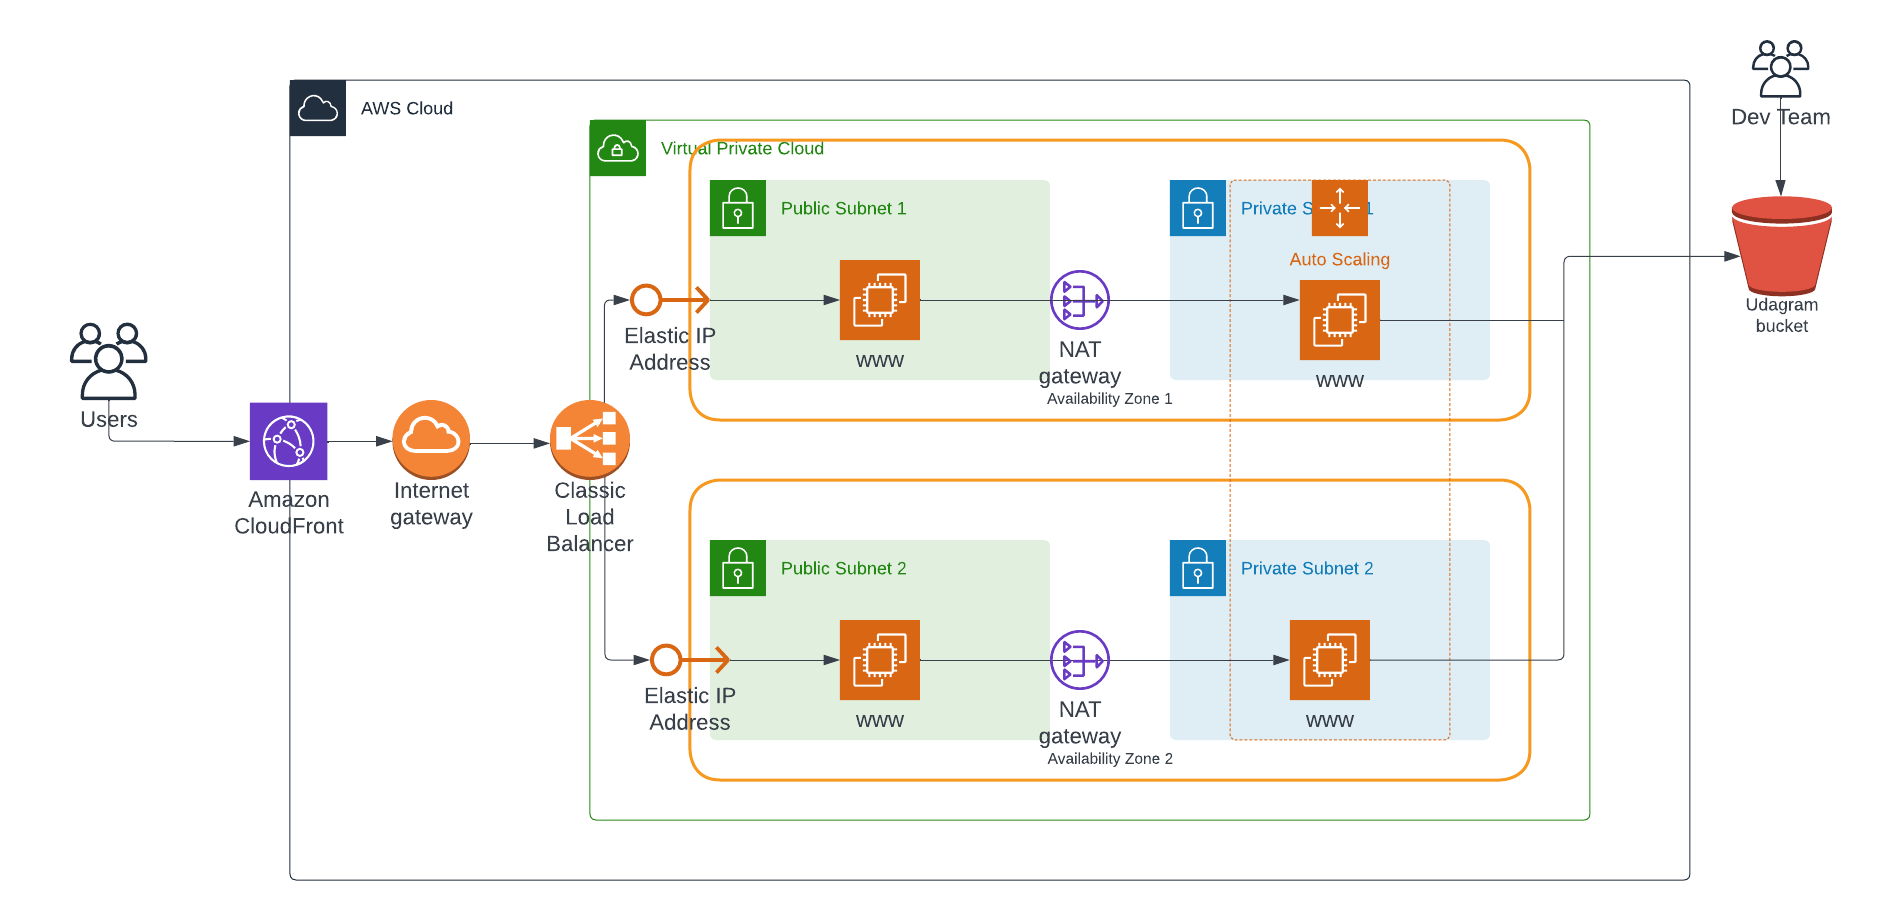 Dev Team
AWS Cloud
Virtual Private Cloud
Public Subnet 1
Private S 1
Auto Scaling
Elastic IP
Address
www
NAT
gateway
Availability Zone 1
www
Udagram
bucket
Users
Amazon
CloudFront
Internet
gateway
Classic
Load
Balancer
Public Subnet 2
Private Subnet 2
Elastic IP
Address
www
NAT
gateway
Availability Zone 2
www